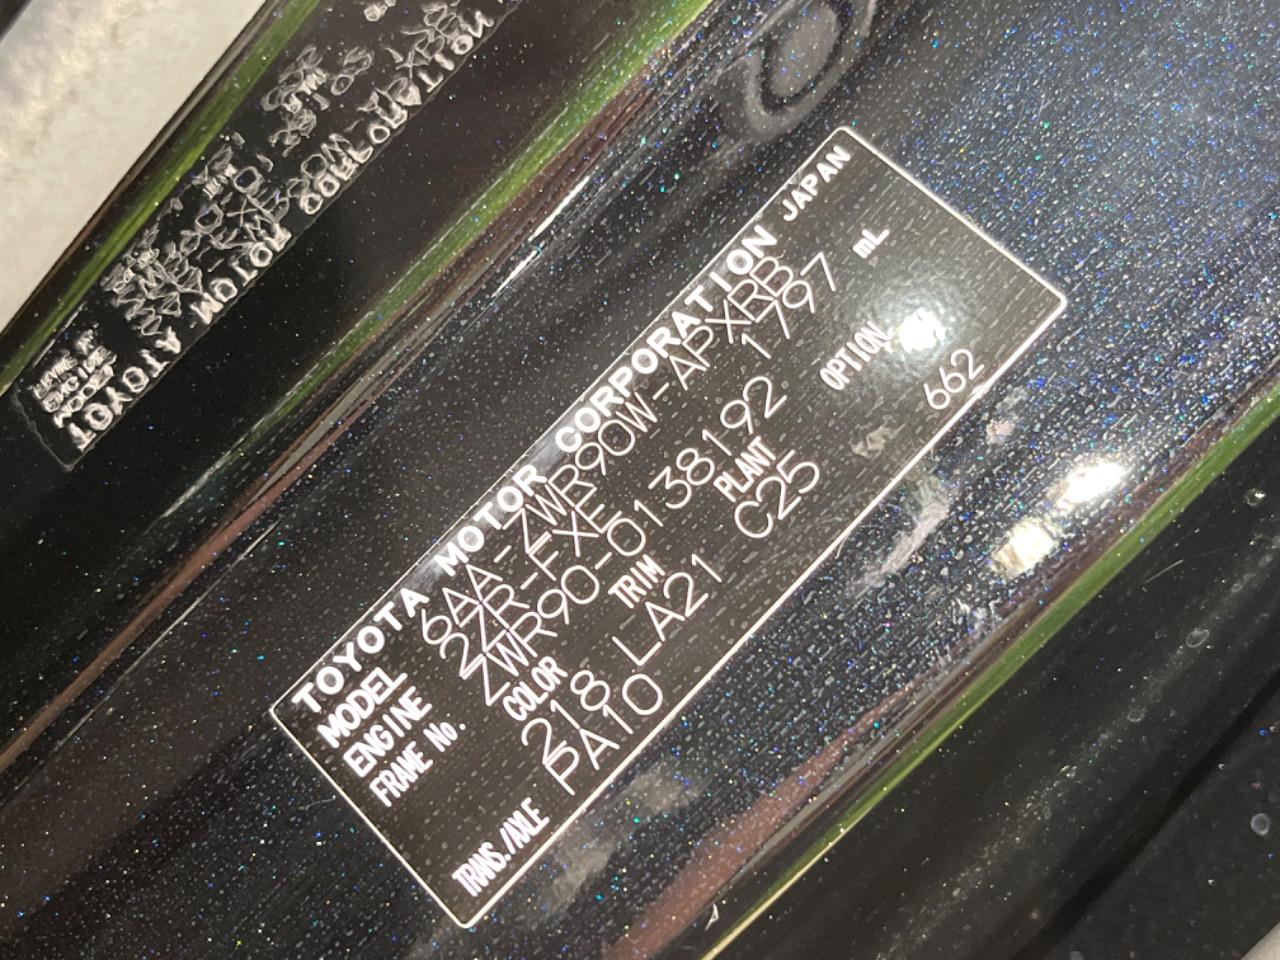 TOYOTA MOTOR CORPORATION JAPAN
MODEL 6AA-ZWR90W-APXRB
ENGINE 2ZR-FXE 1797 mL
FRAME No. ZWR90-0138192
COLOR TRIM PLANT OPTION
218 LA21 C25 662
TRANS./AXLE PA10